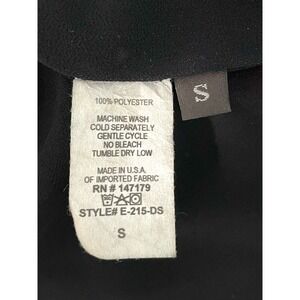 100% POLYESTER
MACHINE WASH
COLD SEPARATELY
GENTLE CYCLE
NO BLEACH
TUMBLE DRY LOW
MADE IN U.S.A.
OF IMPORTED FABRIC
RN # 147179
STYLE# E-215-DS
S
S